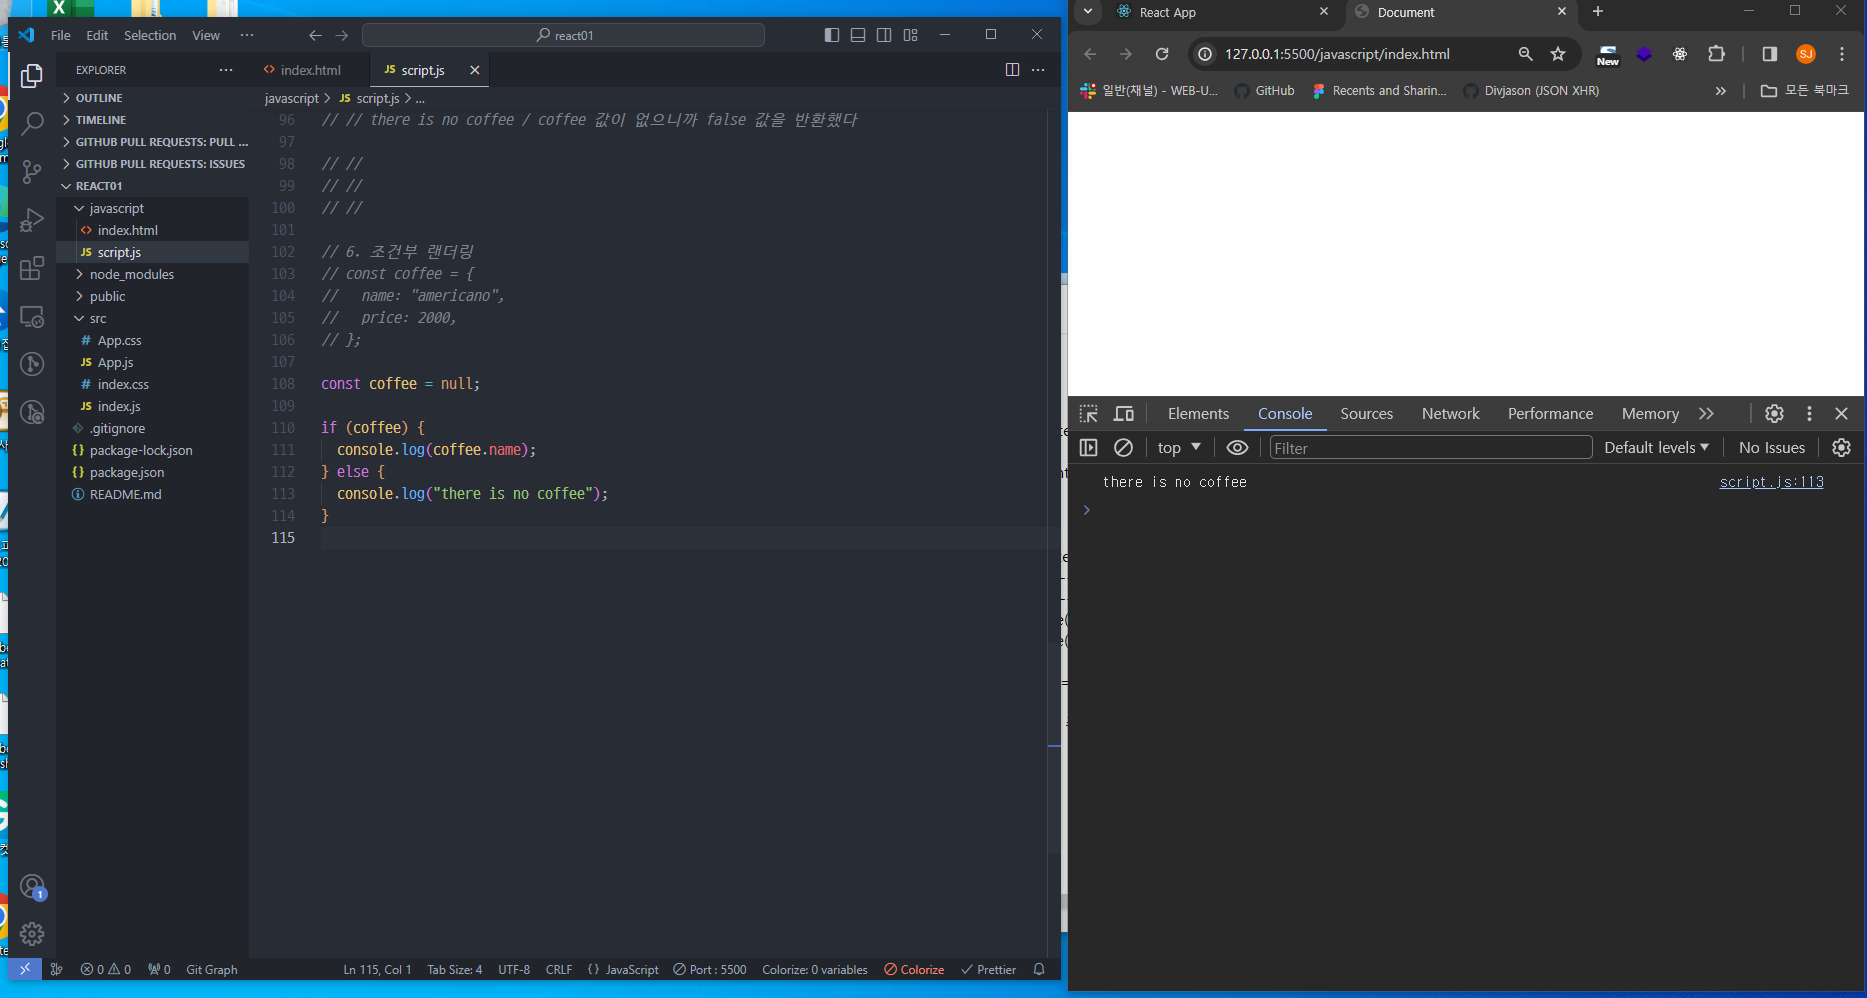 File Edit Selection View ...
react01
EXPLORER ...
OUTLINE
TIMELINE
GITHUB PULL REQUESTS: PULL ...
GITHUB PULL REQUESTS: ISSUES
REACT01
javascript
index.html
script.js
node_modules
public
src
App.css
App.js
index.css
index.js
.gitignore
package-lock.json
package.json
README.md
index.html
JS script.js
javascript > JS script.js > ...
96 // // there is no coffee / coffee 값이 없으니까 false 값을 반환했다
97
98 // //
99 // //
100 // //
101
102 // 6. 조건부 랜더링
103 // const coffee = {
104 //   name: "americano",
105 //   price: 2000,
106 // };
107
108 const coffee = null;
109
110 if (coffee) {
111   console.log(coffee.name);
112 } else {
113   console.log("there is no coffee");
114 }
115
1
0 0 0 Git Graph
Ln 115, Col 1 Tab Size: 4 UTF-8 CRLF {} JavaScript Port : 5500 Colorize: 0 variables Colorize Prettier
React App
Document
127.0.0.1:5500/javascript/index.html
New
SJ
일반(채널) - WEB-U...
GitHub
Recents and Sharin...
Divjason (JSON XHR)
모든 북마크
Elements Console Sources Network Performance Memory
top Filter Default levels No Issues
there is no coffee script.js:113